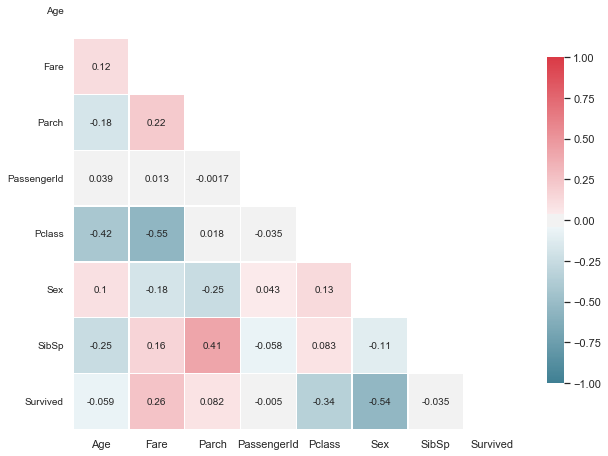 Age
Fare 0.12
Parch -0.18 0.22
PassengerId 0.039 0.013 -0.0017
Pclass -0.42 -0.55 0.018 -0.035
Sex 0.1 -0.18 -0.25 0.043 0.13
SibSp -0.25 0.16 0.41 -0.058 0.083 -0.11
Survived -0.059 0.26 0.082 -0.005 -0.34 -0.54 -0.035
Age Fare Parch PassengerId Pclass Sex SibSp Survived
1.00
0.75
0.50
0.25
0.00
−0.25
−0.50
−0.75
−1.00